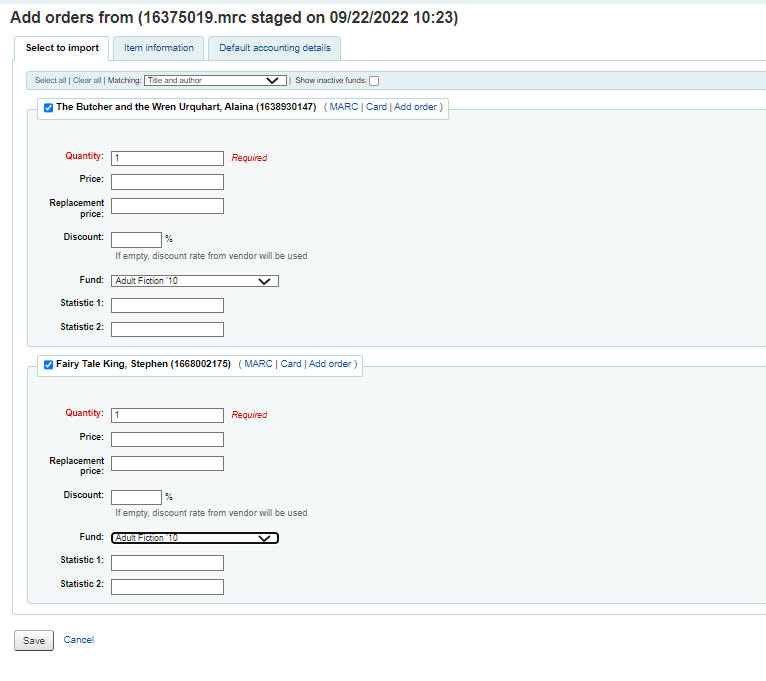 Add orders from (16375019.mrc staged on 09/22/2022 10:23)
Select to import Item information Default accounting details
Select all | Clear all | Matching: Title and author | Show inactive funds:
The Butcher and the Wren Urquhart, Alaina (1638930147) ( MARC | Card | Add order )
Quantity: 1 Required
Price:
Replacement
price:
Discount: %
If empty, discount rate from vendor will be used
Fund: Adult Fiction '10
Statistic 1:
Statistic 2:
Fairy Tale King, Stephen (1668002175) ( MARC | Card | Add order )
Quantity: 1 Required
Price:
Replacement
price:
Discount: %
If empty, discount rate from vendor will be used
Fund: Adult Fiction '10
Statistic 1:
Statistic 2:
Save Cancel